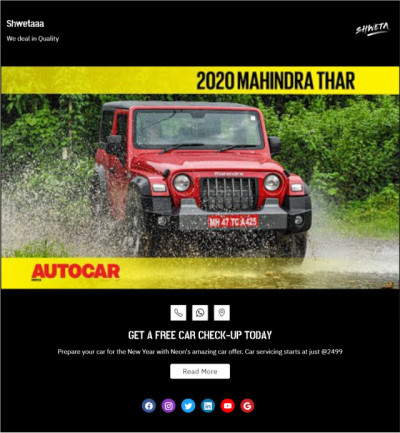 Shwetaaa
We deal in Quality
SHWETA
2020 MAHINDRA THAR
Mahindra
MH 47 TC A425
AUTOCAR
GET A FREE CAR CHECK-UP TODAY
Prepare your car for the New Year with Neon's amazing car offer. Car servicing starts at just @2499
Read More